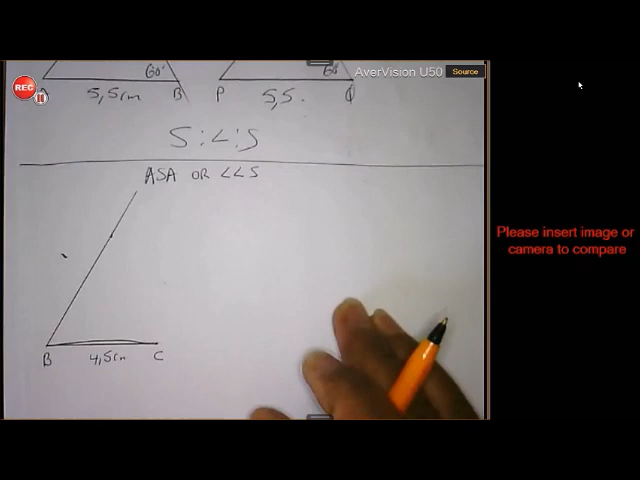 AverVision U50
Source
REC
60°
60°
A 5,5cm B P 5,5. Q
S:<:S
ASA OR <<S
Please insert image or
camera to compare
B 4,5cm C